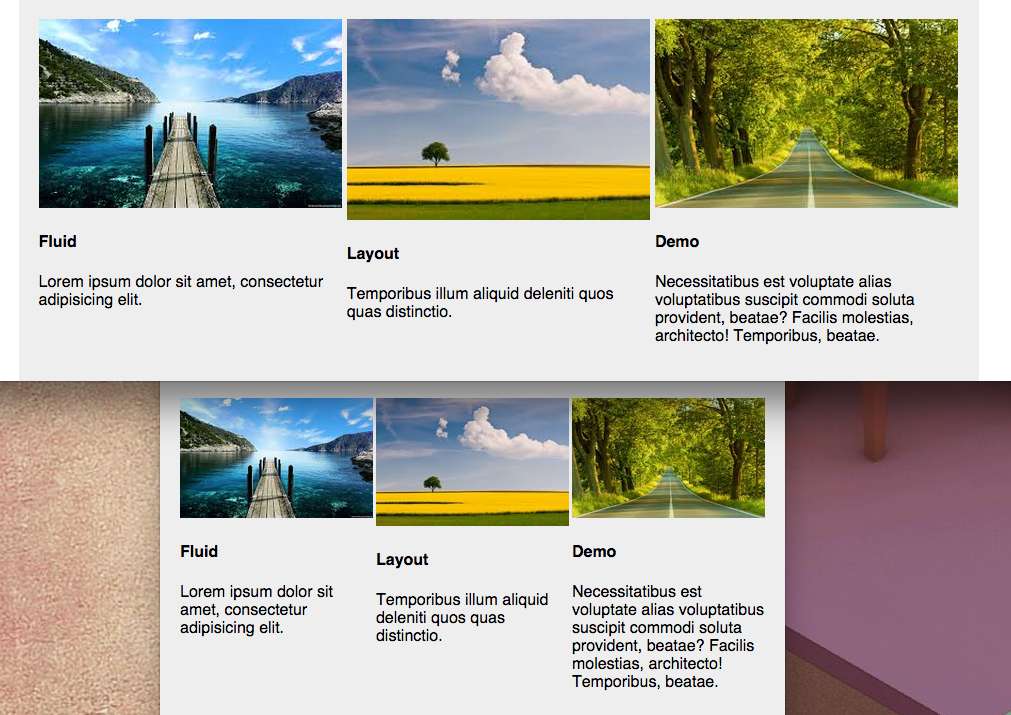 Fluid
Lorem ipsum dolor sit amet, consectetur
adipisicing elit.
Layout
Temporibus illum aliquid deleniti quos
quas distinctio.
Demo
Necessitatibus est voluptate alias
voluptatibus suscipit commodi soluta
provident, beatae? Facilis molestias,
architecto! Temporibus, beatae.
Fluid
Lorem ipsum dolor sit
amet, consectetur
adipisicing elit.
Layout
Temporibus illum aliquid
deleniti quos quas
distinctio.
Demo
Necessitatibus est
voluptate alias voluptatibus
suscipit commodi soluta
provident, beatae? Facilis
molestias, architecto!
Temporibus, beatae.